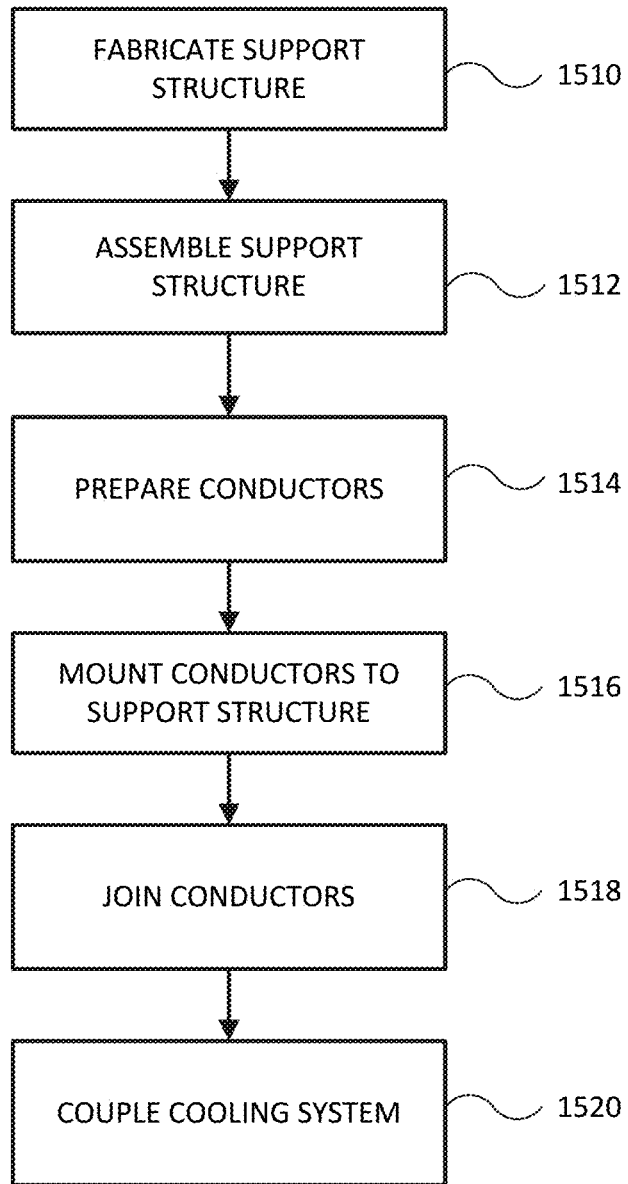 FABRICATE SUPPORT
STRUCTURE
1510
ASSEMBLE SUPPORT
STRUCTURE
1512
PREPARE CONDUCTORS
1514
MOUNT CONDUCTORS TO
SUPPORT STRUCTURE
1516
JOIN CONDUCTORS
1518
COUPLE COOLING SYSTEM
1520